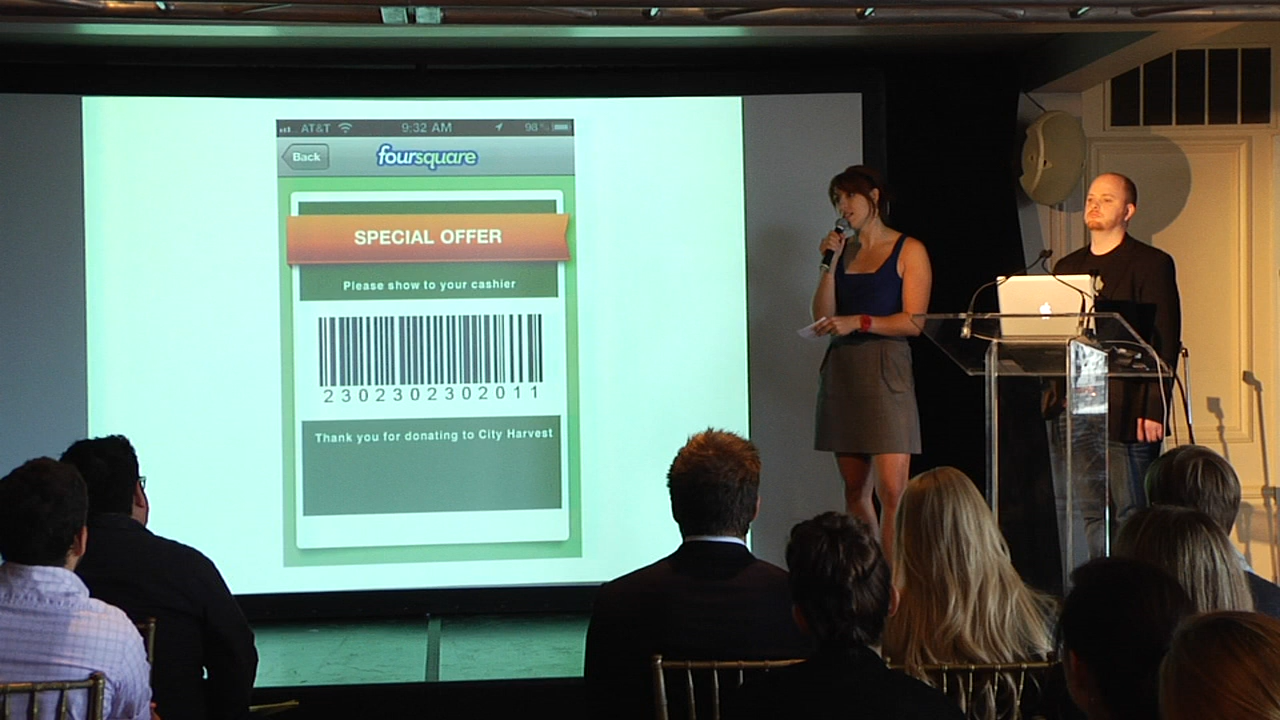 AT&T 9:32 AM 98%
Back foursquare
SPECIAL OFFER
Please show to your cashier
2302302302011
Thank you for donating to City Harvest